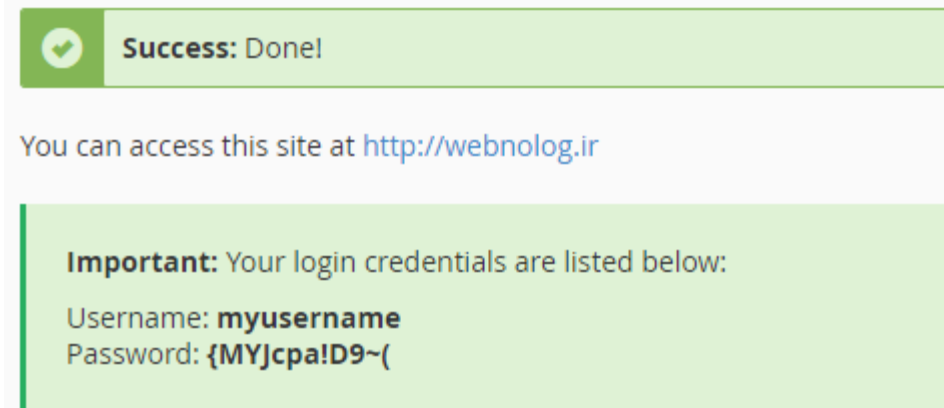 Success: Done!
You can access this site at http://webnolog.ir
Important: Your login credentials are listed below:
Username: myusername
Password: {MYJcpa!D9~(